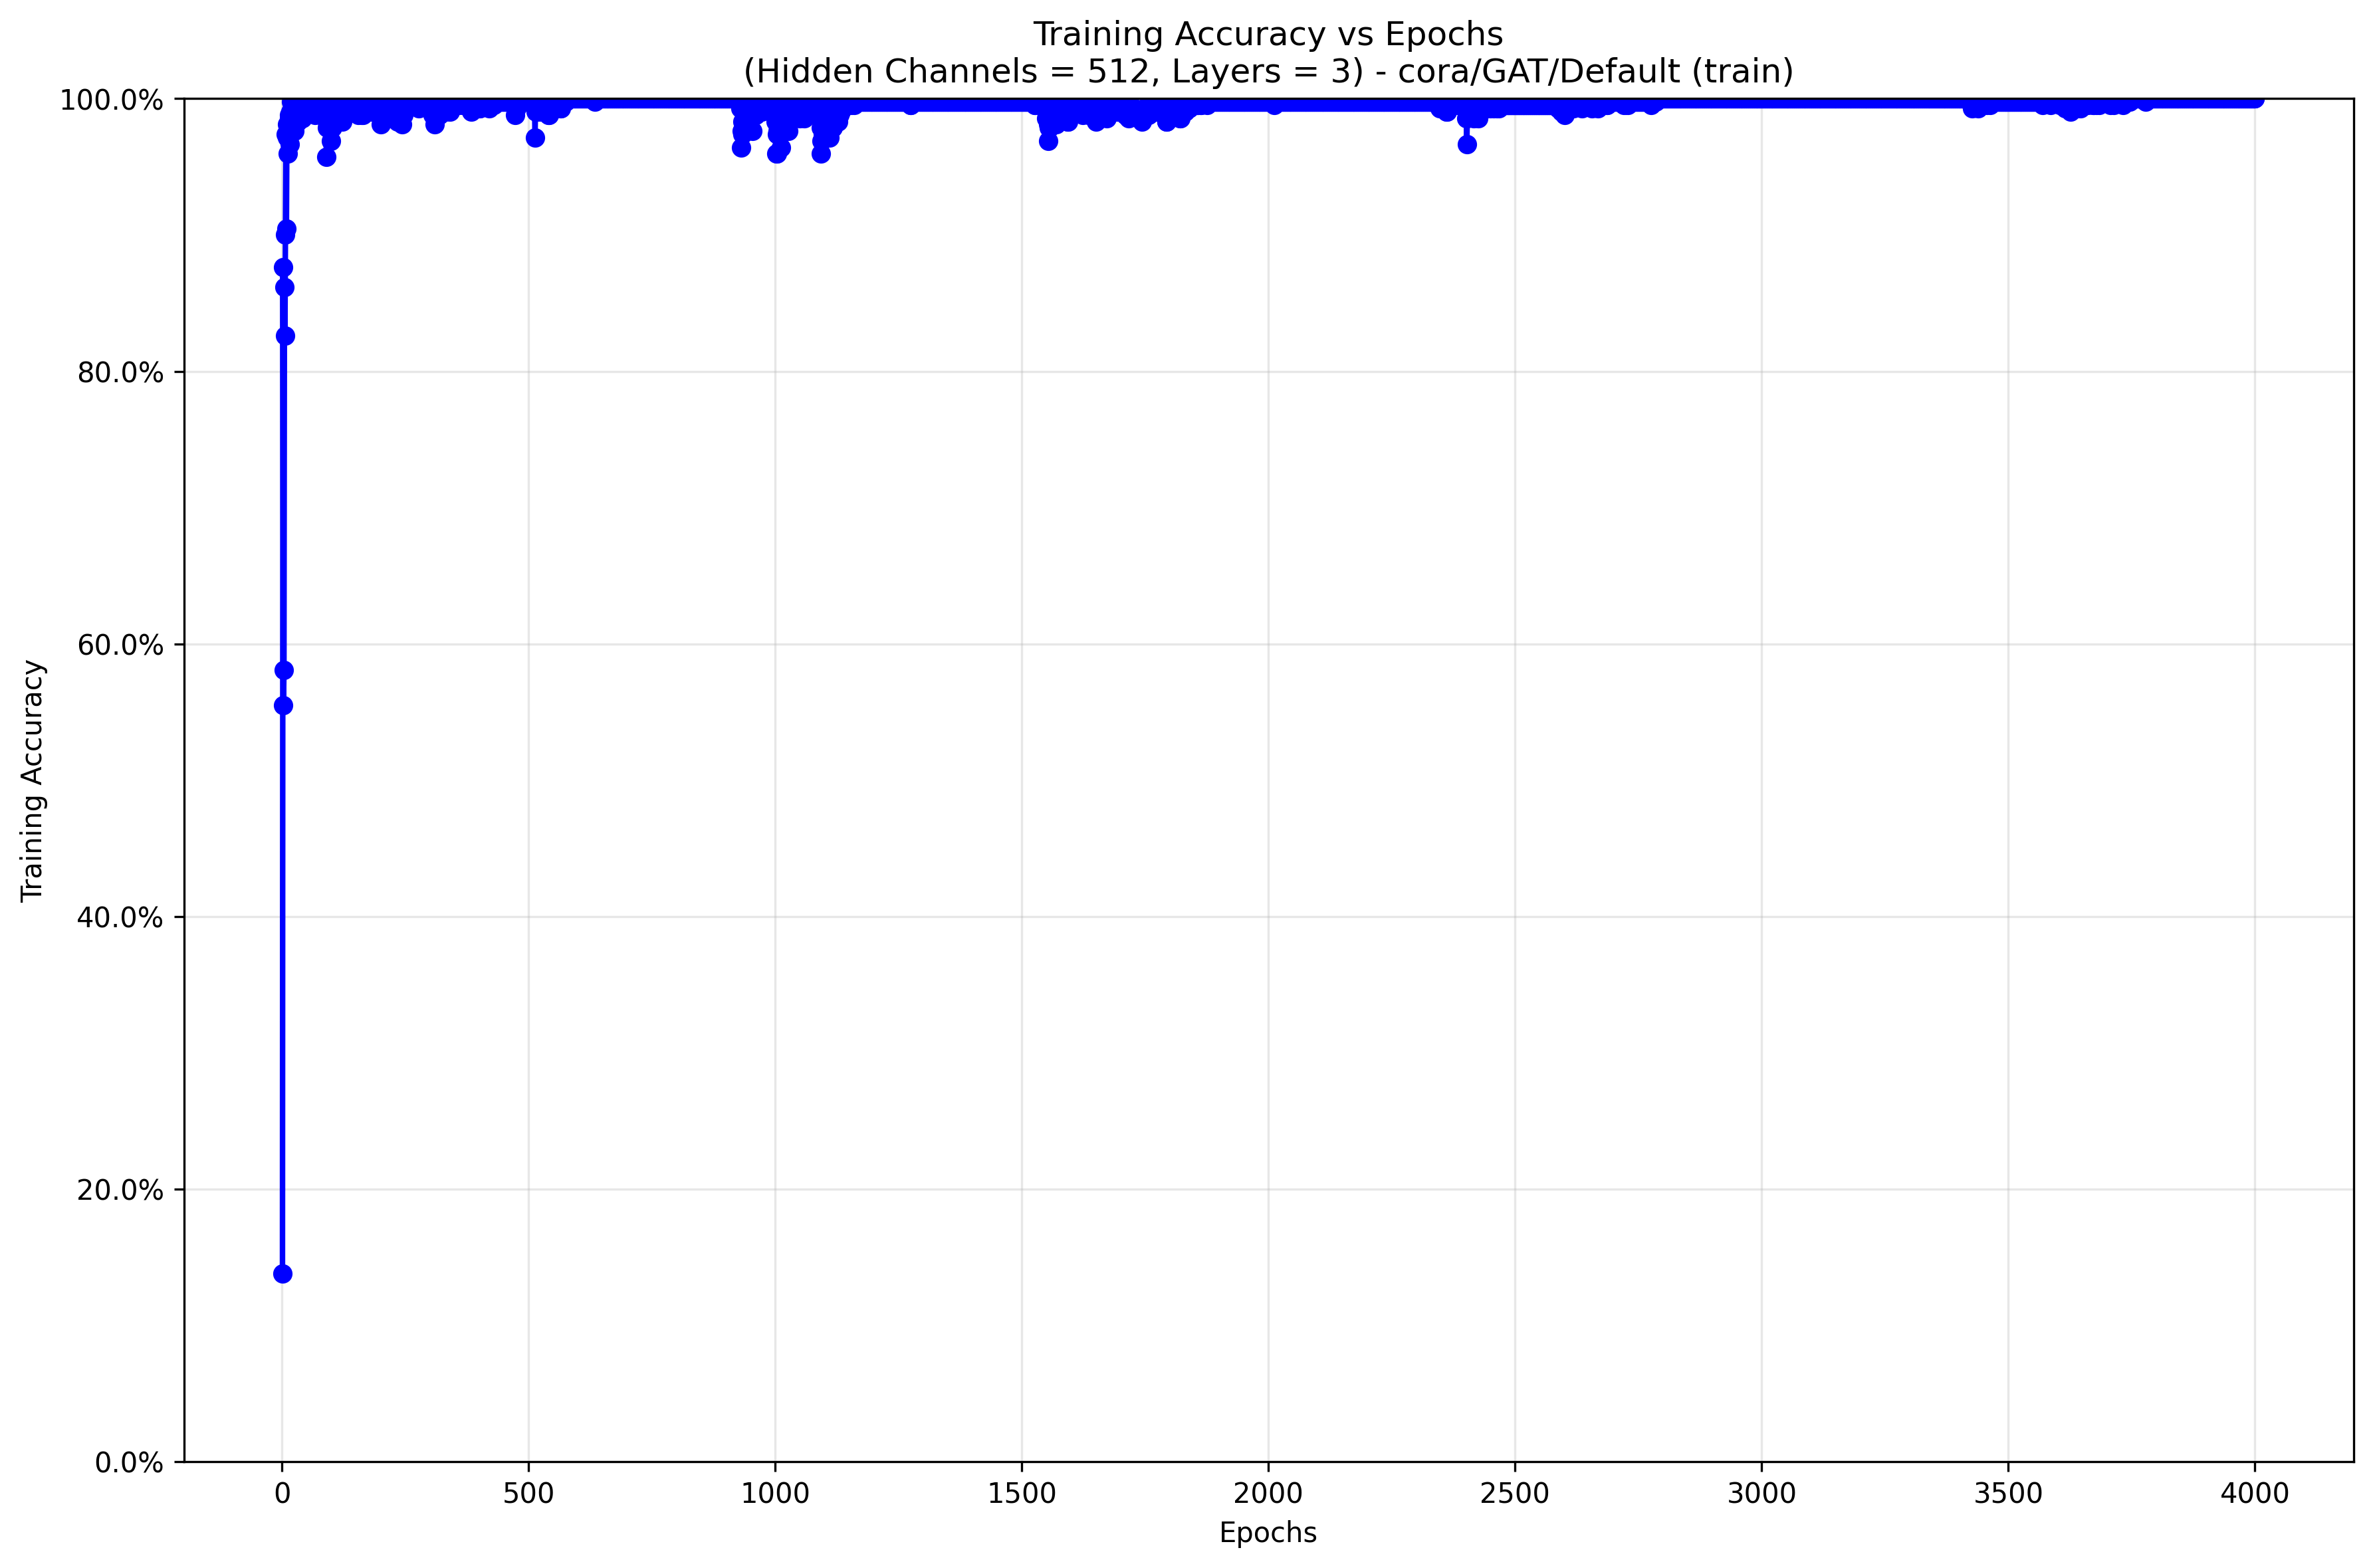 Training Accuracy vs Epochs
(Hidden Channels = 512, Layers = 3) - cora/GAT/Default (train)
Training Accuracy
100.0%
80.0%
60.0%
40.0%
20.0%
0.0%
0 500 1000 1500 2000 2500 3000 3500 4000
Epochs